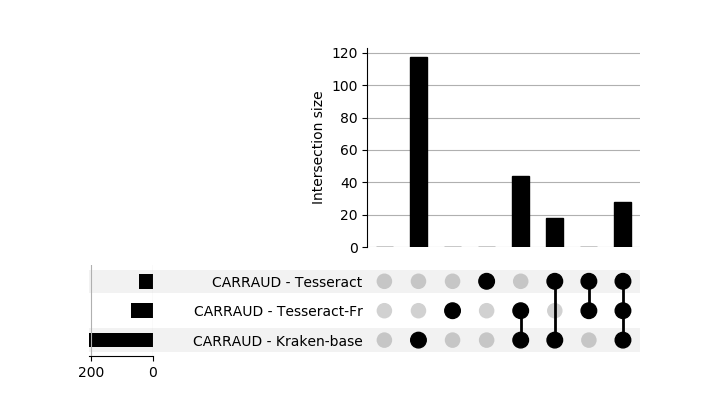 120
100
80
60
40
20
0
Intersection size
CARRAUD - Tesseract
CARRAUD - Tesseract-Fr
CARRAUD - Kraken-base
200 0